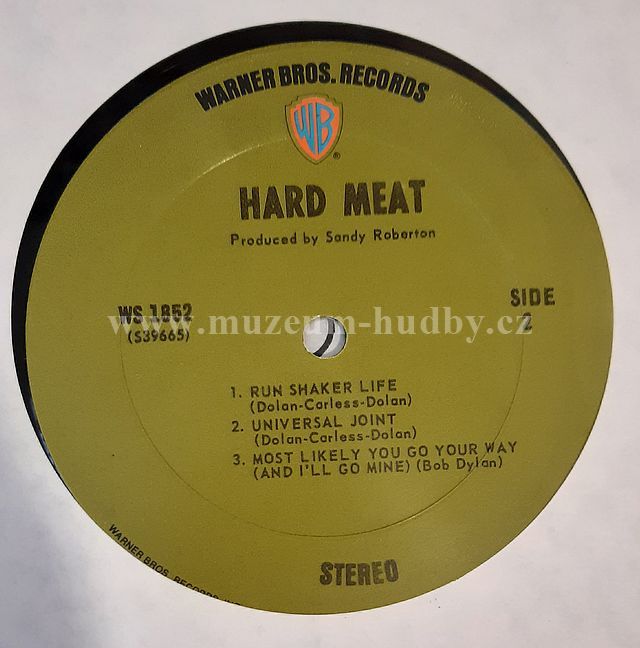 WARNER BROS. RECORDS
WB
®
HARD MEAT
Produced by Sandy Roberton
WS 1852
(S39665)
SIDE
2
www.muzeum-hudby.cz
1. RUN SHAKER LIFE
(Dolan-Carless-Dolan)
2. UNIVERSAL JOINT
(Dolan-Carless-Dolan)
3. MOST LIKELY YOU GO YOUR WAY
(AND I'LL GO MINE) (Bob Dylan)
STEREO
WARNER BROS. RECORDS